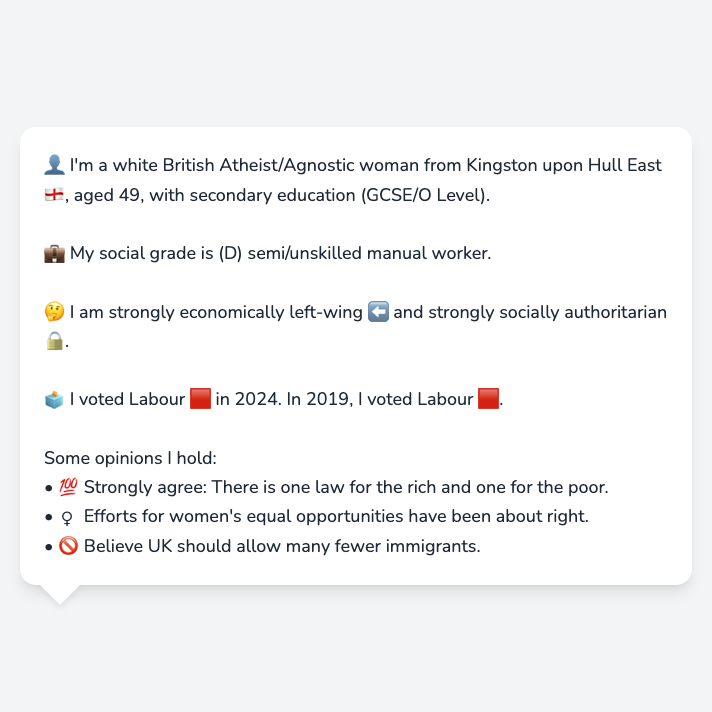 👤 I'm a white British Atheist/Agnostic woman from Kingston upon Hull East
🏴󠁧󠁢󠁥󠁮󠁧󠁿, aged 49, with secondary education (GCSE/O Level).
💼 My social grade is (D) semi/unskilled manual worker.
🤔 I am strongly economically left-wing ⬅️ and strongly socially authoritarian
🔒.
🗳️ I voted Labour 🟥 in 2024. In 2019, I voted Labour 🟥.
Some opinions I hold:
• 💯 Strongly agree: There is one law for the rich and one for the poor.
• ♀ Efforts for women's equal opportunities have been about right.
• 🚫 Believe UK should allow many fewer immigrants.